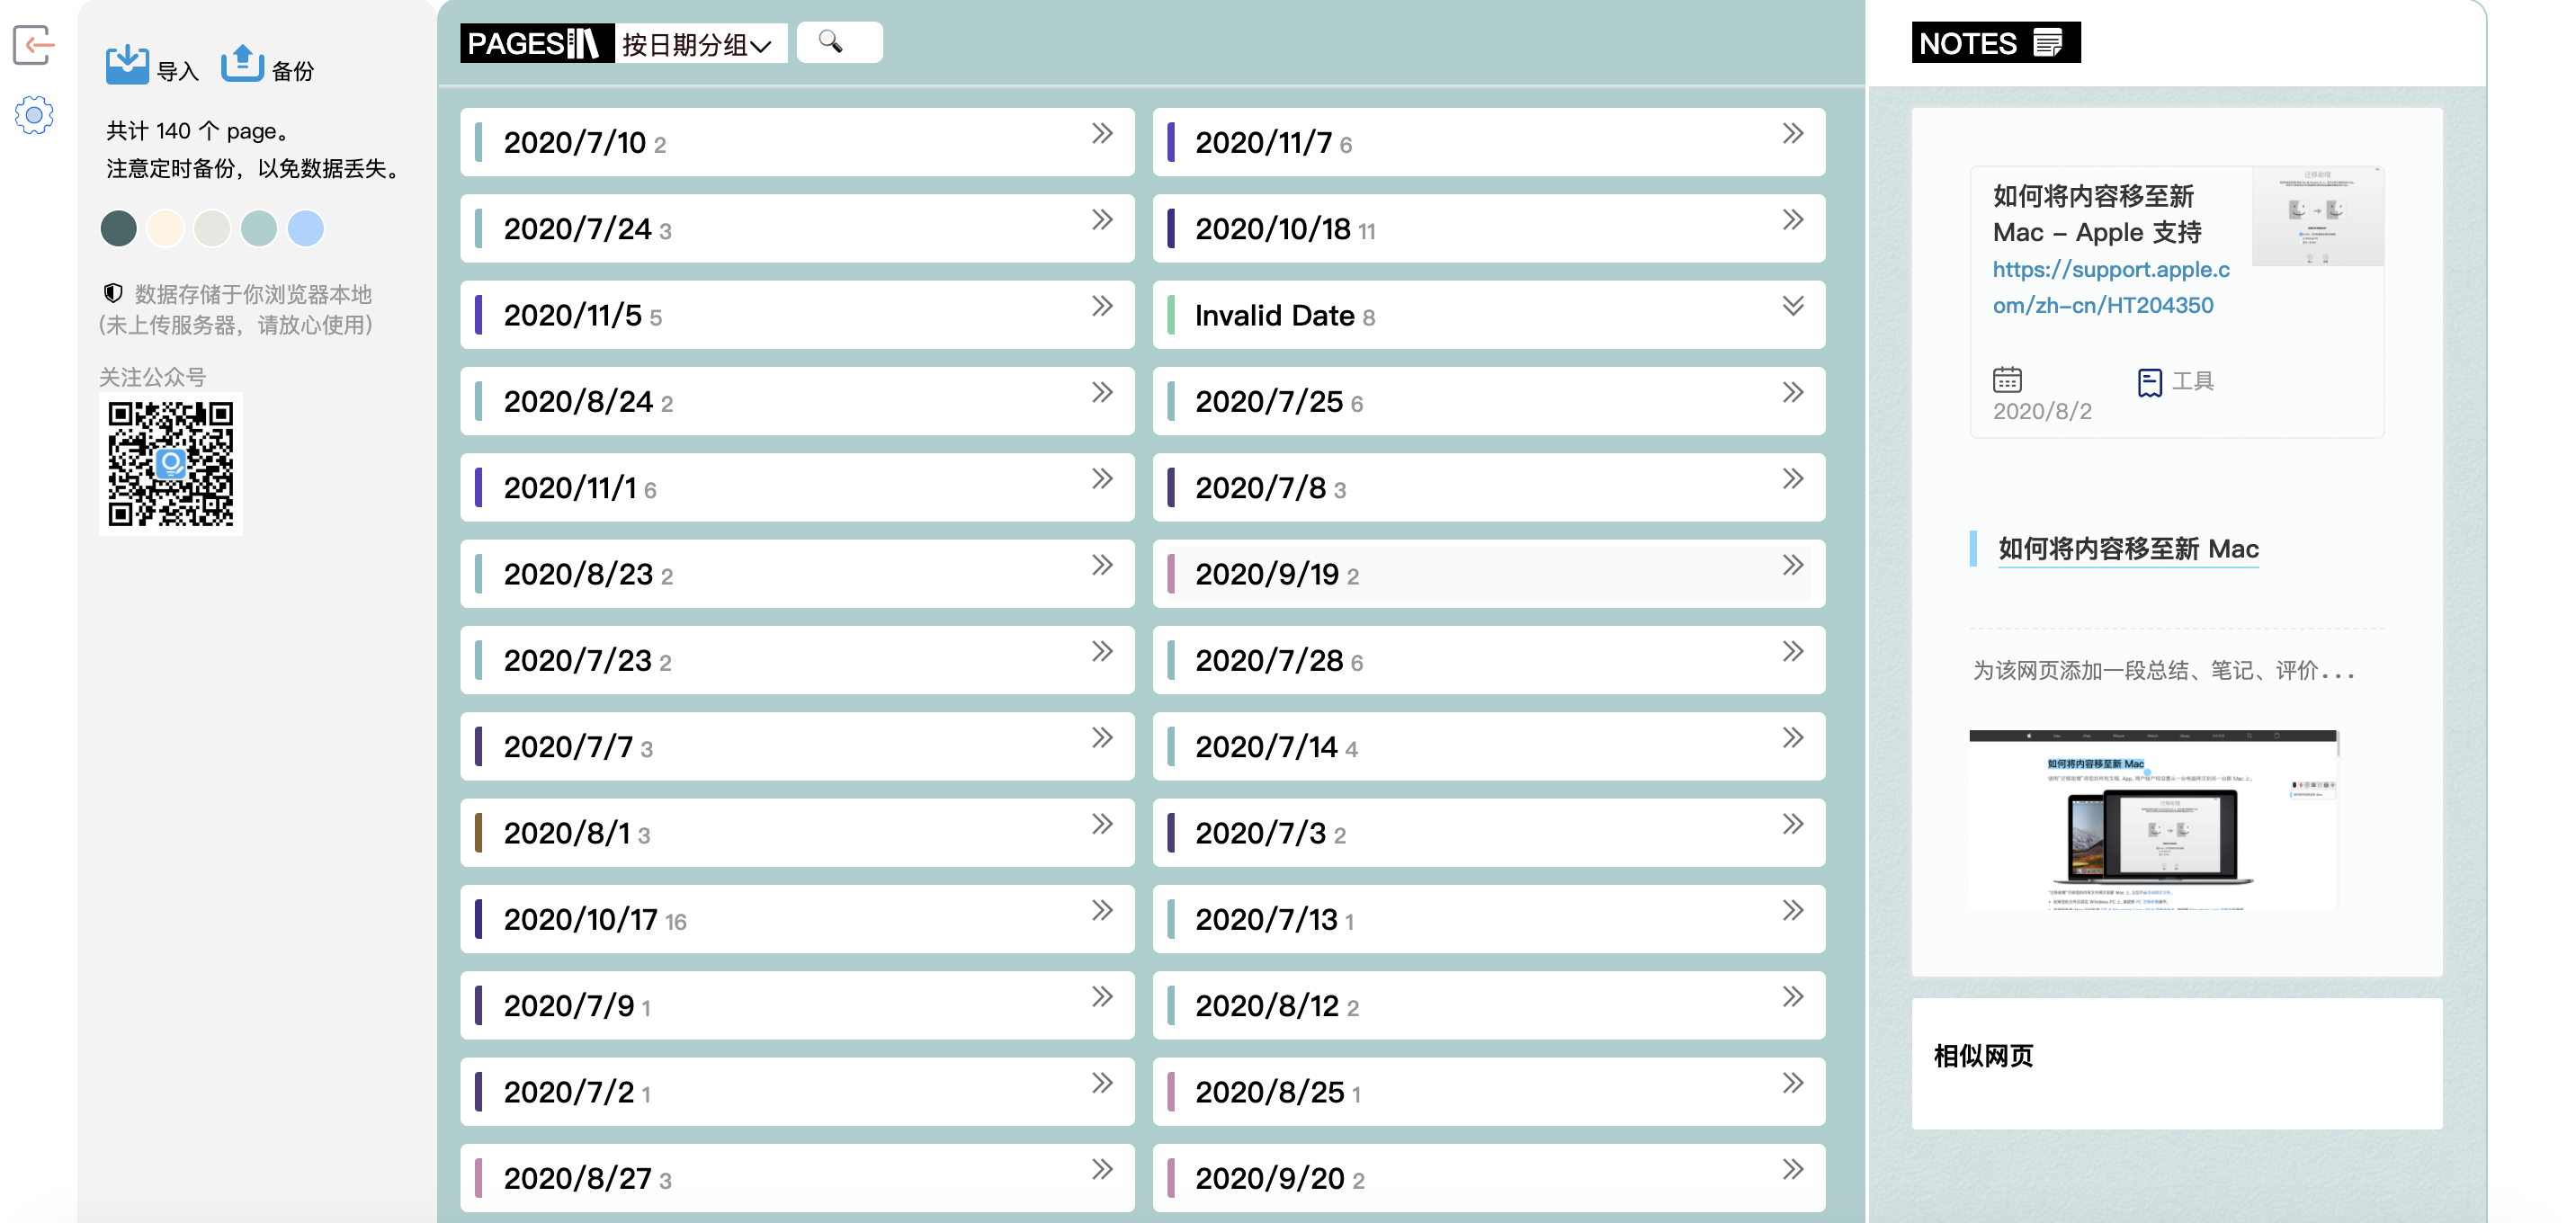 导入 备份
共计 140 个 page。
注意定时备份，以免数据丢失。
数据存储于你浏览器本地
(未上传服务器，请放心使用)
关注公众号
PAGES 按日期分组
2020/7/10 2
2020/11/7 6
2020/7/24 3
2020/10/18 11
2020/11/5 5
Invalid Date 8
2020/8/24 2
2020/7/25 6
2020/11/1 6
2020/7/8 3
2020/8/23 2
2020/9/19 2
2020/7/23 2
2020/7/28 6
2020/7/7 3
2020/7/14 4
2020/8/1 3
2020/7/3 2
2020/10/17 16
2020/7/13 1
2020/7/9 1
2020/8/12 2
2020/7/2 1
2020/8/25 1
2020/8/27 3
2020/9/20 2
NOTES
如何将内容移至新
Mac - Apple 支持
https://support.apple.c
om/zh-cn/HT204350
迁移助理
工具
2020/8/2
如何将内容移至新 Mac
为该网页添加一段总结、笔记、评价...
如何将内容移至新 Mac
相似网页